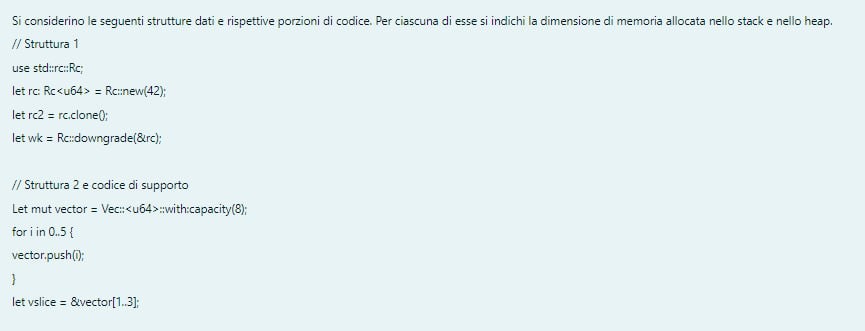 Si considerino le seguenti strutture dati e rispettive porzioni di codice. Per ciascuna di esse si indichi la dimensione di memoria allocata nello stack e nello heap.
// Struttura 1
use std::rc::Rc;
let rc: Rc<u64> = Rc::new(42);
let rc2 = rc.clone();
let wk = Rc::downgrade(&rc);
// Struttura 2 e codice di supporto
Let mut vector = Vec::<u64>::with:capacity(8);
for i in 0..5 {
vector.push(i);
}
let vslice = &vector[1..3];